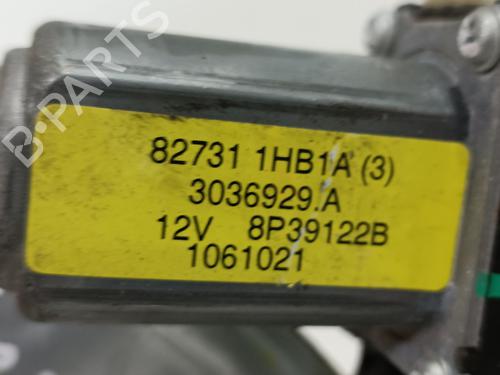 B-PARTS
82731 1HB1A (3)
3036929.A
12V 8P39122B
1061021